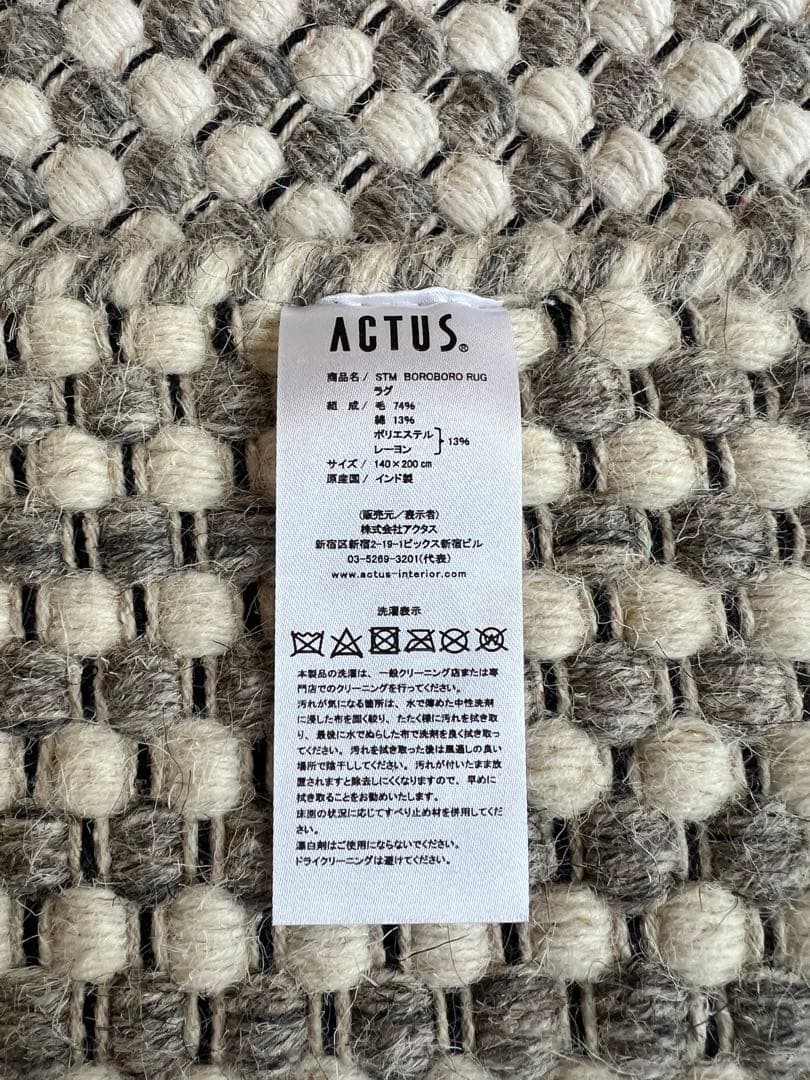 ACTUS®
商品名/ STM BOROBORO RUG
ラグ
組 成/ 毛 74%
綿 13%
ポリエステル
レーヨン
13%
サイズ/ 140×200㎝
原産国/ インド製
(販売元/表示者)
株式会社アクタス
新宿区新宿2-19-1ビックス新宿ビル
03-5269-3201(代表)
www.actus-interior.com
洗濯表示
W
本製品の洗濯は、一般クリーニング店または専
門店でのクリーニングを行ってください。
汚れが気になる箇所は、水で薄めた中性洗剤
に浸した布を固く絞り、たたく様に汚れを拭き取
り、最後に水でぬらした布で洗剤を良く拭き取っ
てください。汚れを拭き取った後は風通しの良い
場所で陰干ししてください。汚れが付いたまま放
置されますと除去しにくくなりますので、早めに
拭き取ることをお勧めいたします。
床面の状況に応じてすべり止め材を併用してくだ
さい。
漂白剤はご使用にならないでください。
ドライクリーニングは避けてください。